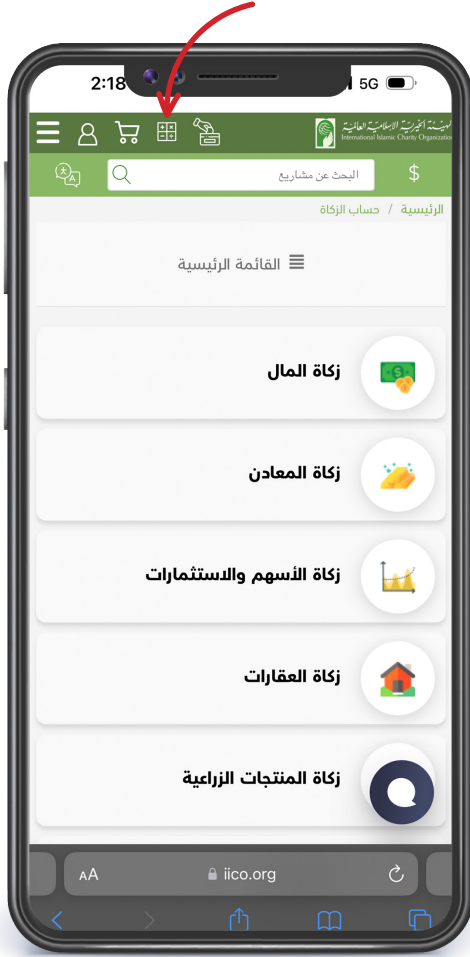 2:18
5G
الهيئة الخيرية الإسلامية العالمية
International Islamic Charity Organization
$
البحث عن مشاريع
الرئيسية / حساب الزكاة
القائمة الرئيسية
زكاة المال
زكاة المعادن
زكاة الأسهم والاستثمارات
زكاة العقارات
زكاة المنتجات الزراعية
AA
iico.org